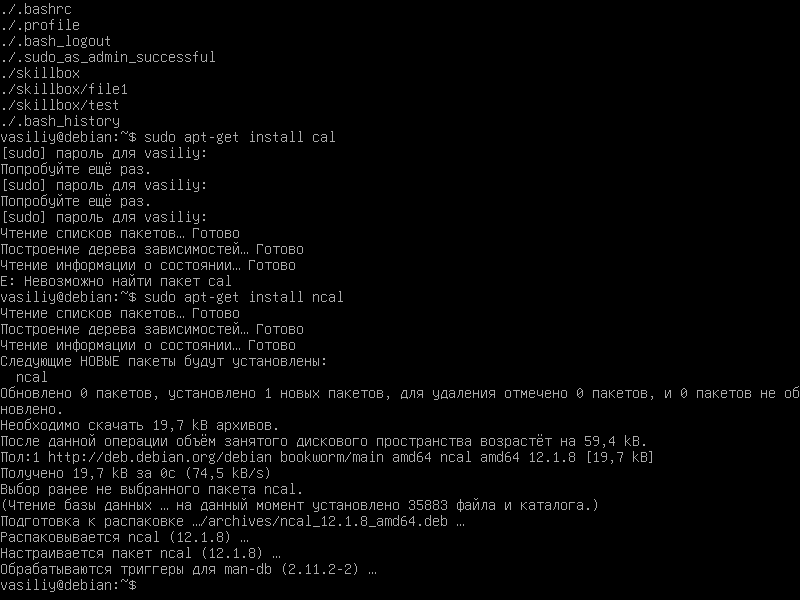 ./.bashrc
./.profile
./.bash_logout
./.sudo_as_admin_successful
./skillbox
./skillbox/file1
./skillbox/test
./.bash_history
vasiliy@debian:~$ sudo apt-get install cal
[sudo] пароль для vasiliy:
Попробуйте ещё раз.
[sudo] пароль для vasiliy:
Попробуйте ещё раз.
[sudo] пароль для vasiliy:
Чтение списков пакетов… Готово
Построение дерева зависимостей… Готово
Чтение информации о состоянии… Готово
E: Невозможно найти пакет cal
vasiliy@debian:~$ sudo apt-get install ncal
Чтение списков пакетов… Готово
Построение дерева зависимостей… Готово
Чтение информации о состоянии… Готово
Следующие НОВЫЕ пакеты будут установлены:
  ncal
Обновлено 0 пакетов, установлено 1 новых пакетов, для удаления отмечено 0 пакетов, и 0 пакетов не об
новлено.
Необходимо скачать 19,7 kB архивов.
После данной операции объём занятого дискового пространства возрастёт на 59,4 kB.
Пол:1 http://deb.debian.org/debian bookworm/main amd64 ncal amd64 12.1.8 [19,7 kB]
Получено 19,7 kB за 0с (74,5 kB/s)
Выбор ранее не выбранного пакета ncal.
(Чтение базы данных … на данный момент установлено 35883 файла и каталога.)
Подготовка к распаковке …/archives/ncal_12.1.8_amd64.deb …
Распаковывается ncal (12.1.8) …
Настраивается пакет ncal (12.1.8) …
Обрабатываются триггеры для man-db (2.11.2-2) …
vasiliy@debian:~$